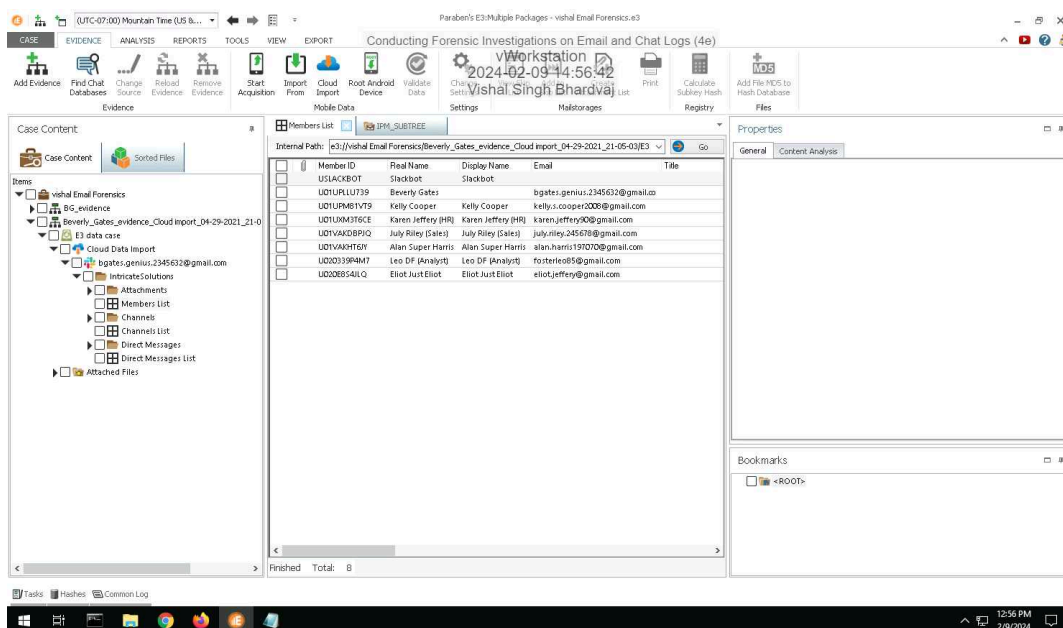 (UTC-07:00) Mountain Time (US &...
Paraben's E3:Multiple Packages - vishal Email Forensics.e3
CASE EVIDENCE ANALYSIS REPORTS TOOLS VIEW EXPORT
Conducting Forensic Investigations on Email and Chat Logs (4e)
vWorkstation
2024-02-09 14:56:42
Vishal Singh Bhardvaj
Add Evidence
Find Chat Databases
Change Source
Reload Evidence
Remove Evidence
Start Acquisition
Import From
Cloud Import
Root Android Device
Validate Data
Print
Calculate Subkey Hash
MD5
Add File MD5 to Hash Database
Evidence Mobile Data Settings Mailstorages Registry Files
Case Content
Case Content Sorted Files
Items
vishal Email Forensics
BG_evidence
Beverly_Gates_evidence_Cloud import_04-29-2021_21-0
E3 data case
Cloud Data Import
bgates.genius.2345632@gmail.com
IntricateSolutions
Attachments
Members List
Channels
Channels List
Direct Messages
Direct Messages List
Attached Files
Members List IPM_SUBTREE
Internal Path: e3://vishal Email Forensics/Beverly_Gates_evidence_Cloud import_04-29-2021_21-05-03/E3 Go
Member ID Real Name Display Name Email Title
USLACKBOT Slackbot Slackbot
U01UPLLU739 Beverly Gates bgates.genius.2345632@gmail.co
U01UPM81VT9 Kelly Cooper Kelly Cooper kelly.s.cooper2008@gmail.com
U01UXM3T6CE Karen Jeffery (HR) Karen Jeffery (HR) karen.jeffery90@gmail.com
U01VAKDBPJQ July Riley (Sales) July Riley (Sales) july.riley.245678@gmail.com
U01VAKHT6JY Alan Super Harris Alan Super Harris alan.harris197070@gmail.com
U020339P4M7 Leo DF (Analyst) Leo DF (Analyst) fosterleo85@gmail.com
U020E8S4JLQ Eliot Just Eliot Eliot Just Eliot eliot.jeffery@gmail.com
Finished Total: 8
Properties
General Content Analysis
Bookmarks
<ROOT>
Tasks Hashes Common Log
12:56 PM
2/9/2024